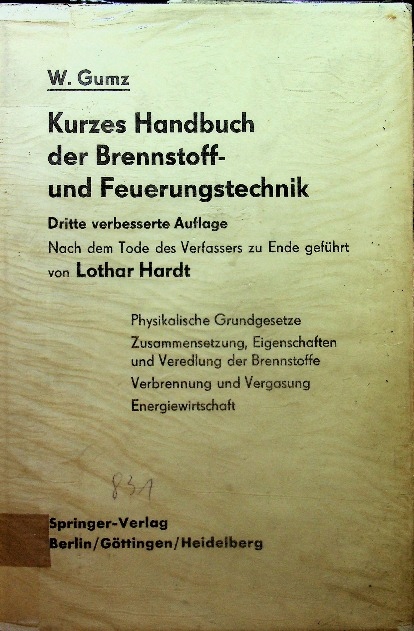 W. Gumz
Kurzes Handbuch
der Brennstoff-
und Feuerungstechnik
Dritte verbesserte Auflage
Nach dem Tode des Verfassers zu Ende geführt
von Lothar Hardt
Physikalische Grundgesetze
Zusammensetzung, Eigenschaften
und Veredlung der Brennstoffe
Verbrennung und Vergasung
Energiewirtschaft
831
Springer-Verlag
Berlin/Göttingen/Heidelberg